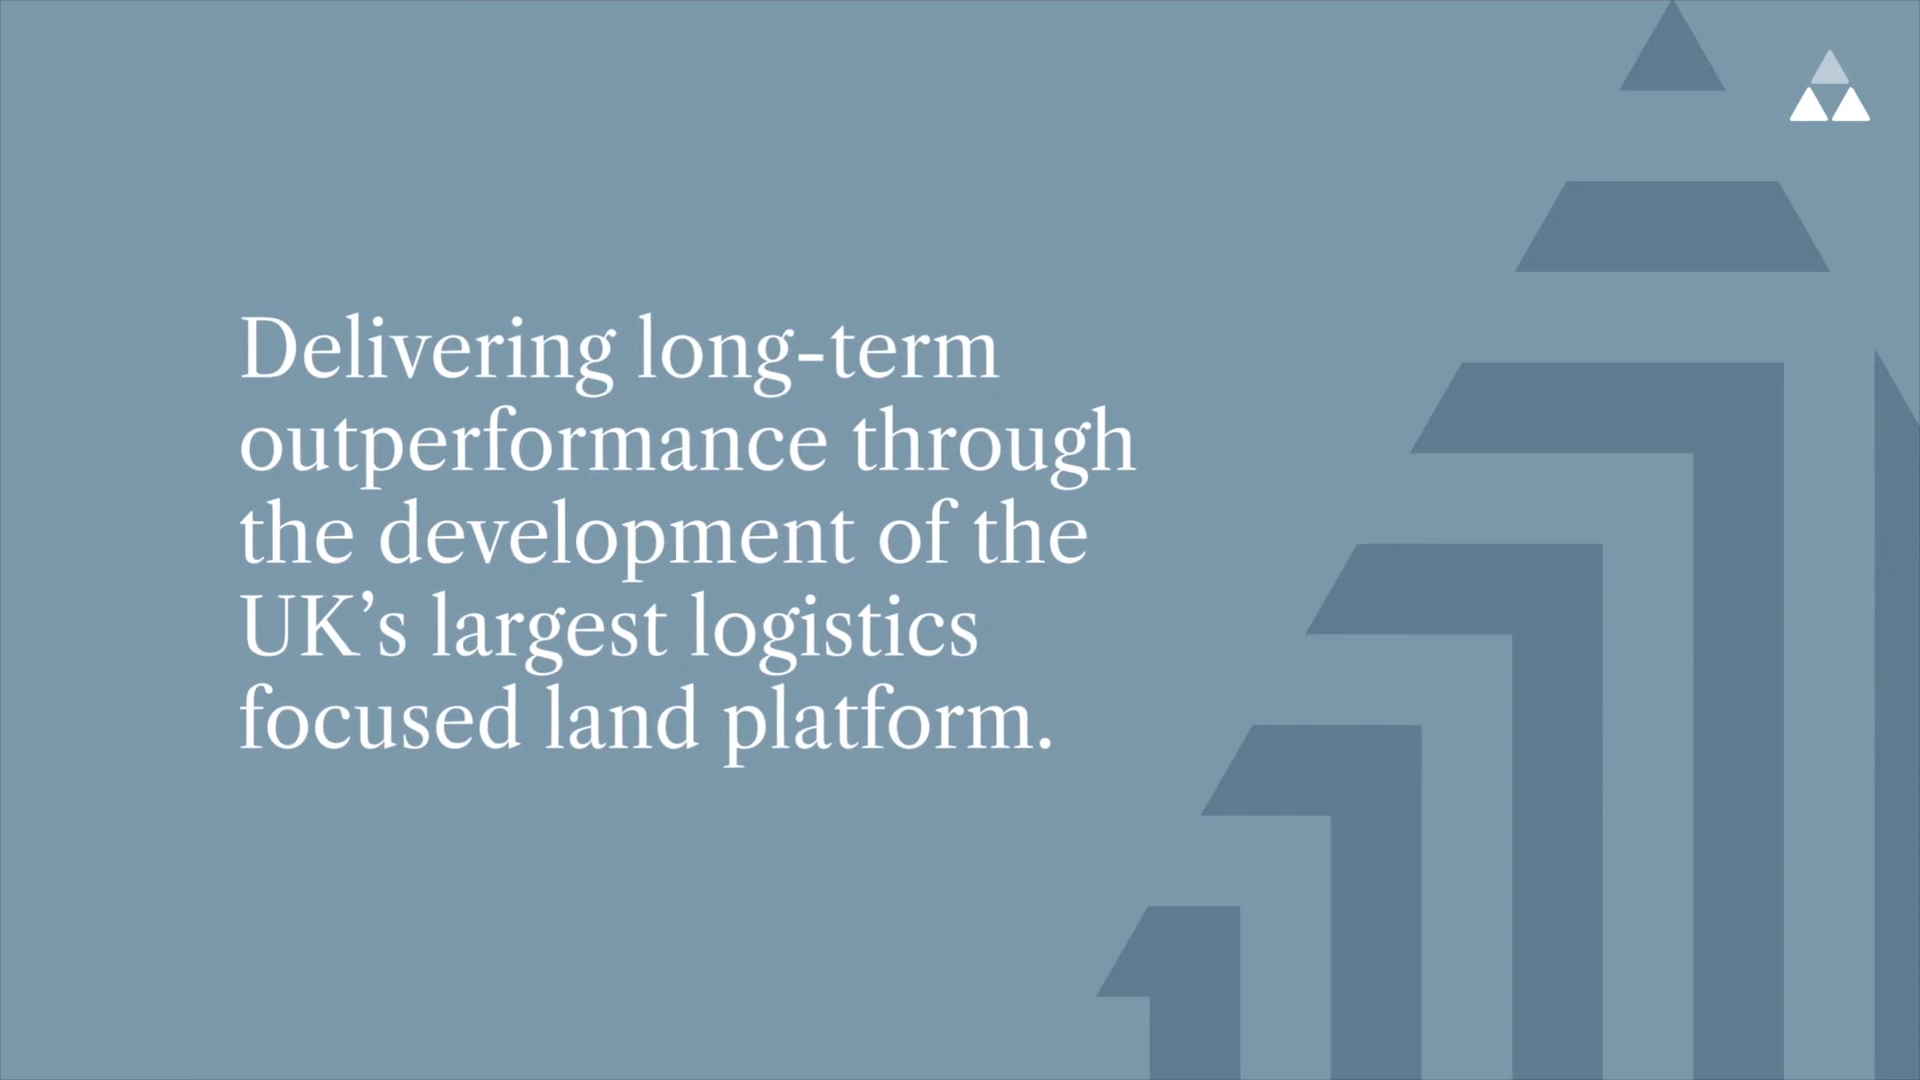 Delivering long-term
outperformance through
the development of the
UK’s largest logistics
focused land platform.